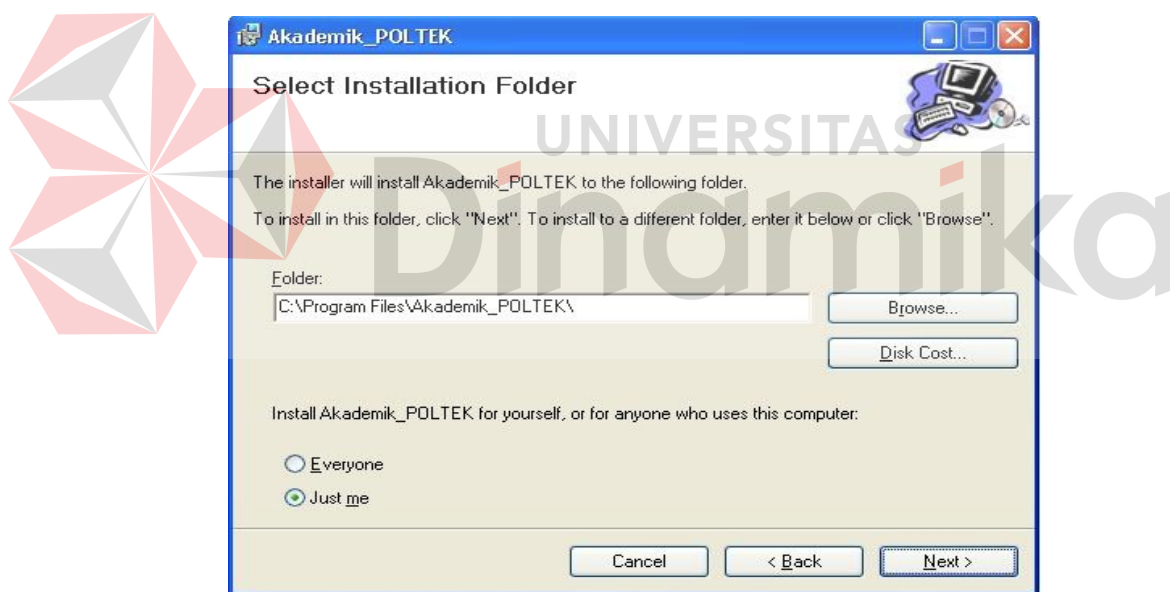 Akademik_POLTEK
Select Installation Folder
UNIVERSITAS
Dinamika
The installer will install Akademik_POLTEK to the following folder.
To install in this folder, click "Next". To install to a different folder, enter it below or click "Browse".
Folder:
C:\Program Files\Akademik_POLTEK\
Browse...
Disk Cost...
Install Akademik_POLTEK for yourself, or for anyone who uses this computer:
Everyone
Just me
Cancel
< Back
Next >